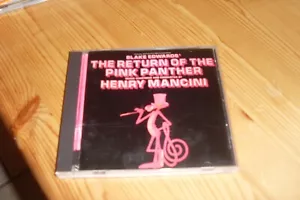 BLAKE EDWARDS'
THE RETURN OF THE
PINK PANTHER
HENRY MANCINI